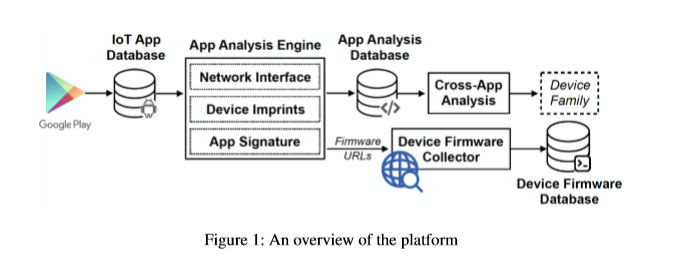 IoT App
Database
App Analysis Engine
App Analysis
Database
Network Interface
Device Imprints
App Signature
Google Play
Cross-App
Analysis
Device
Family
Firmware
URLs
Device Firmware
Collector
Device Firmware
Database
Figure 1: An overview of the platform